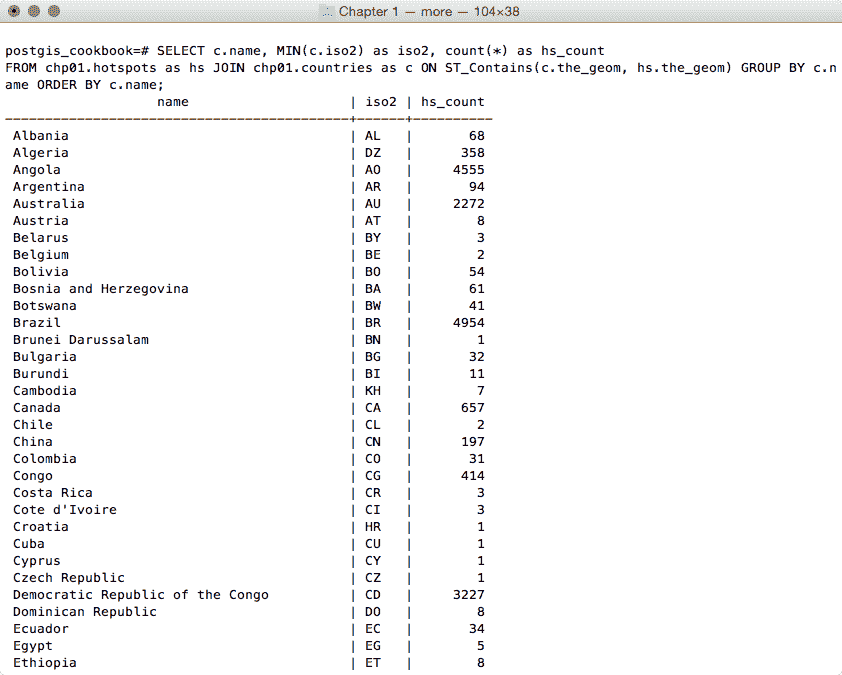 Chapter 1 — more — 104×38
postgis_cookbook=# SELECT c.name, MIN(c.iso2) as iso2, count(*) as hs_count
FROM chp01.hotspots as hs JOIN chp01.countries as c ON ST_Contains(c.the_geom, hs.the_geom) GROUP BY c.n
ame ORDER BY c.name;
name | iso2 | hs_count
-------------------------------------------+------+----------
Albania | AL | 68
Algeria | DZ | 358
Angola | AO | 4555
Argentina | AR | 94
Australia | AU | 2272
Austria | AT | 8
Belarus | BY | 3
Belgium | BE | 2
Bolivia | BO | 54
Bosnia and Herzegovina | BA | 61
Botswana | BW | 41
Brazil | BR | 4954
Brunei Darussalam | BN | 1
Bulgaria | BG | 32
Burundi | BI | 11
Cambodia | KH | 7
Canada | CA | 657
Chile | CL | 2
China | CN | 197
Colombia | CO | 31
Congo | CG | 414
Costa Rica | CR | 3
Cote d'Ivoire | CI | 3
Croatia | HR | 1
Cuba | CU | 1
Cyprus | CY | 1
Czech Republic | CZ | 1
Democratic Republic of the Congo | CD | 3227
Dominican Republic | DO | 8
Ecuador | EC | 34
Egypt | EG | 5
Ethiopia | ET | 8